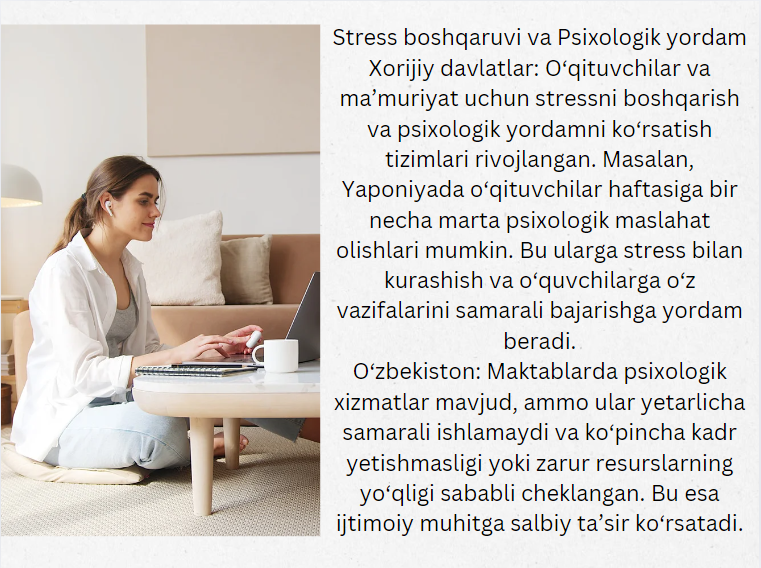 Stress boshqaruvi va Psixologik yordam
Xorijiy davlatlar: O‘qituvchilar va
ma’muriyat uchun stressni boshqarish
va psixologik yordamni ko‘rsatish
tizimlari rivojlangan. Masalan,
Yaponiyada o‘qituvchilar haftasiga bir
necha marta psixologik maslahat
olishlari mumkin. Bu ularga stress bilan
kurashish va o‘quvchilarga o‘z
vazifalarini samarali bajarishga yordam
beradi.
O‘zbekiston: Maktablarda psixologik
xizmatlar mavjud, ammo ular yetarlicha
samarali ishlamaydi va ko‘pincha kadr
yetishmasligi yoki zarur resurslarning
yo‘qligi sababli cheklangan. Bu esa
ijtimoiy muhitga salbiy ta’sir ko‘rsatadi.